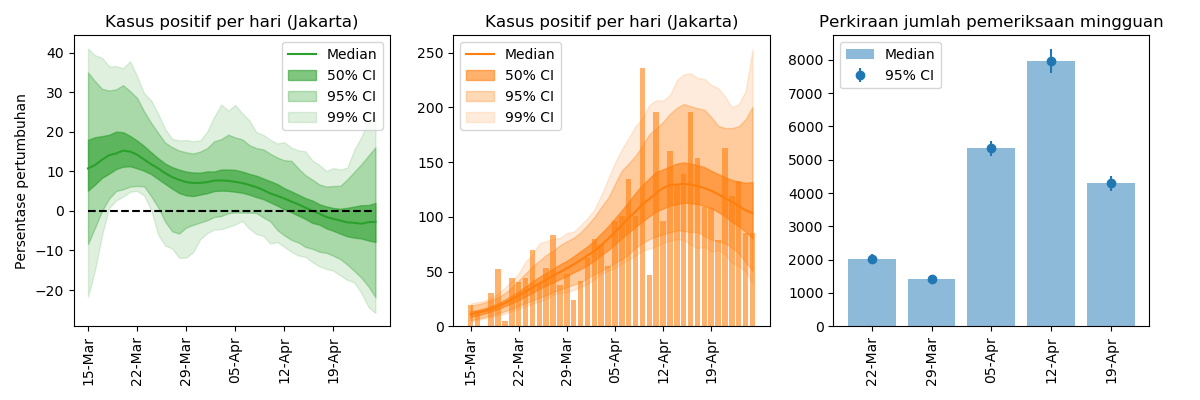 Kasus positif per hari (Jakarta)
Persentase pertumbuhan
40
30
20
10
0
−10
−20
Median
50% CI
95% CI
99% CI
15-Mar
22-Mar
29-Mar
05-Apr
12-Apr
19-Apr
Kasus positif per hari (Jakarta)
250
200
150
100
50
0
Median
50% CI
95% CI
99% CI
15-Mar
22-Mar
29-Mar
05-Apr
12-Apr
19-Apr
Perkiraan jumlah pemeriksaan mingguan
8000
7000
6000
5000
4000
3000
2000
1000
0
Median
95% CI
22-Mar
29-Mar
05-Apr
12-Apr
19-Apr